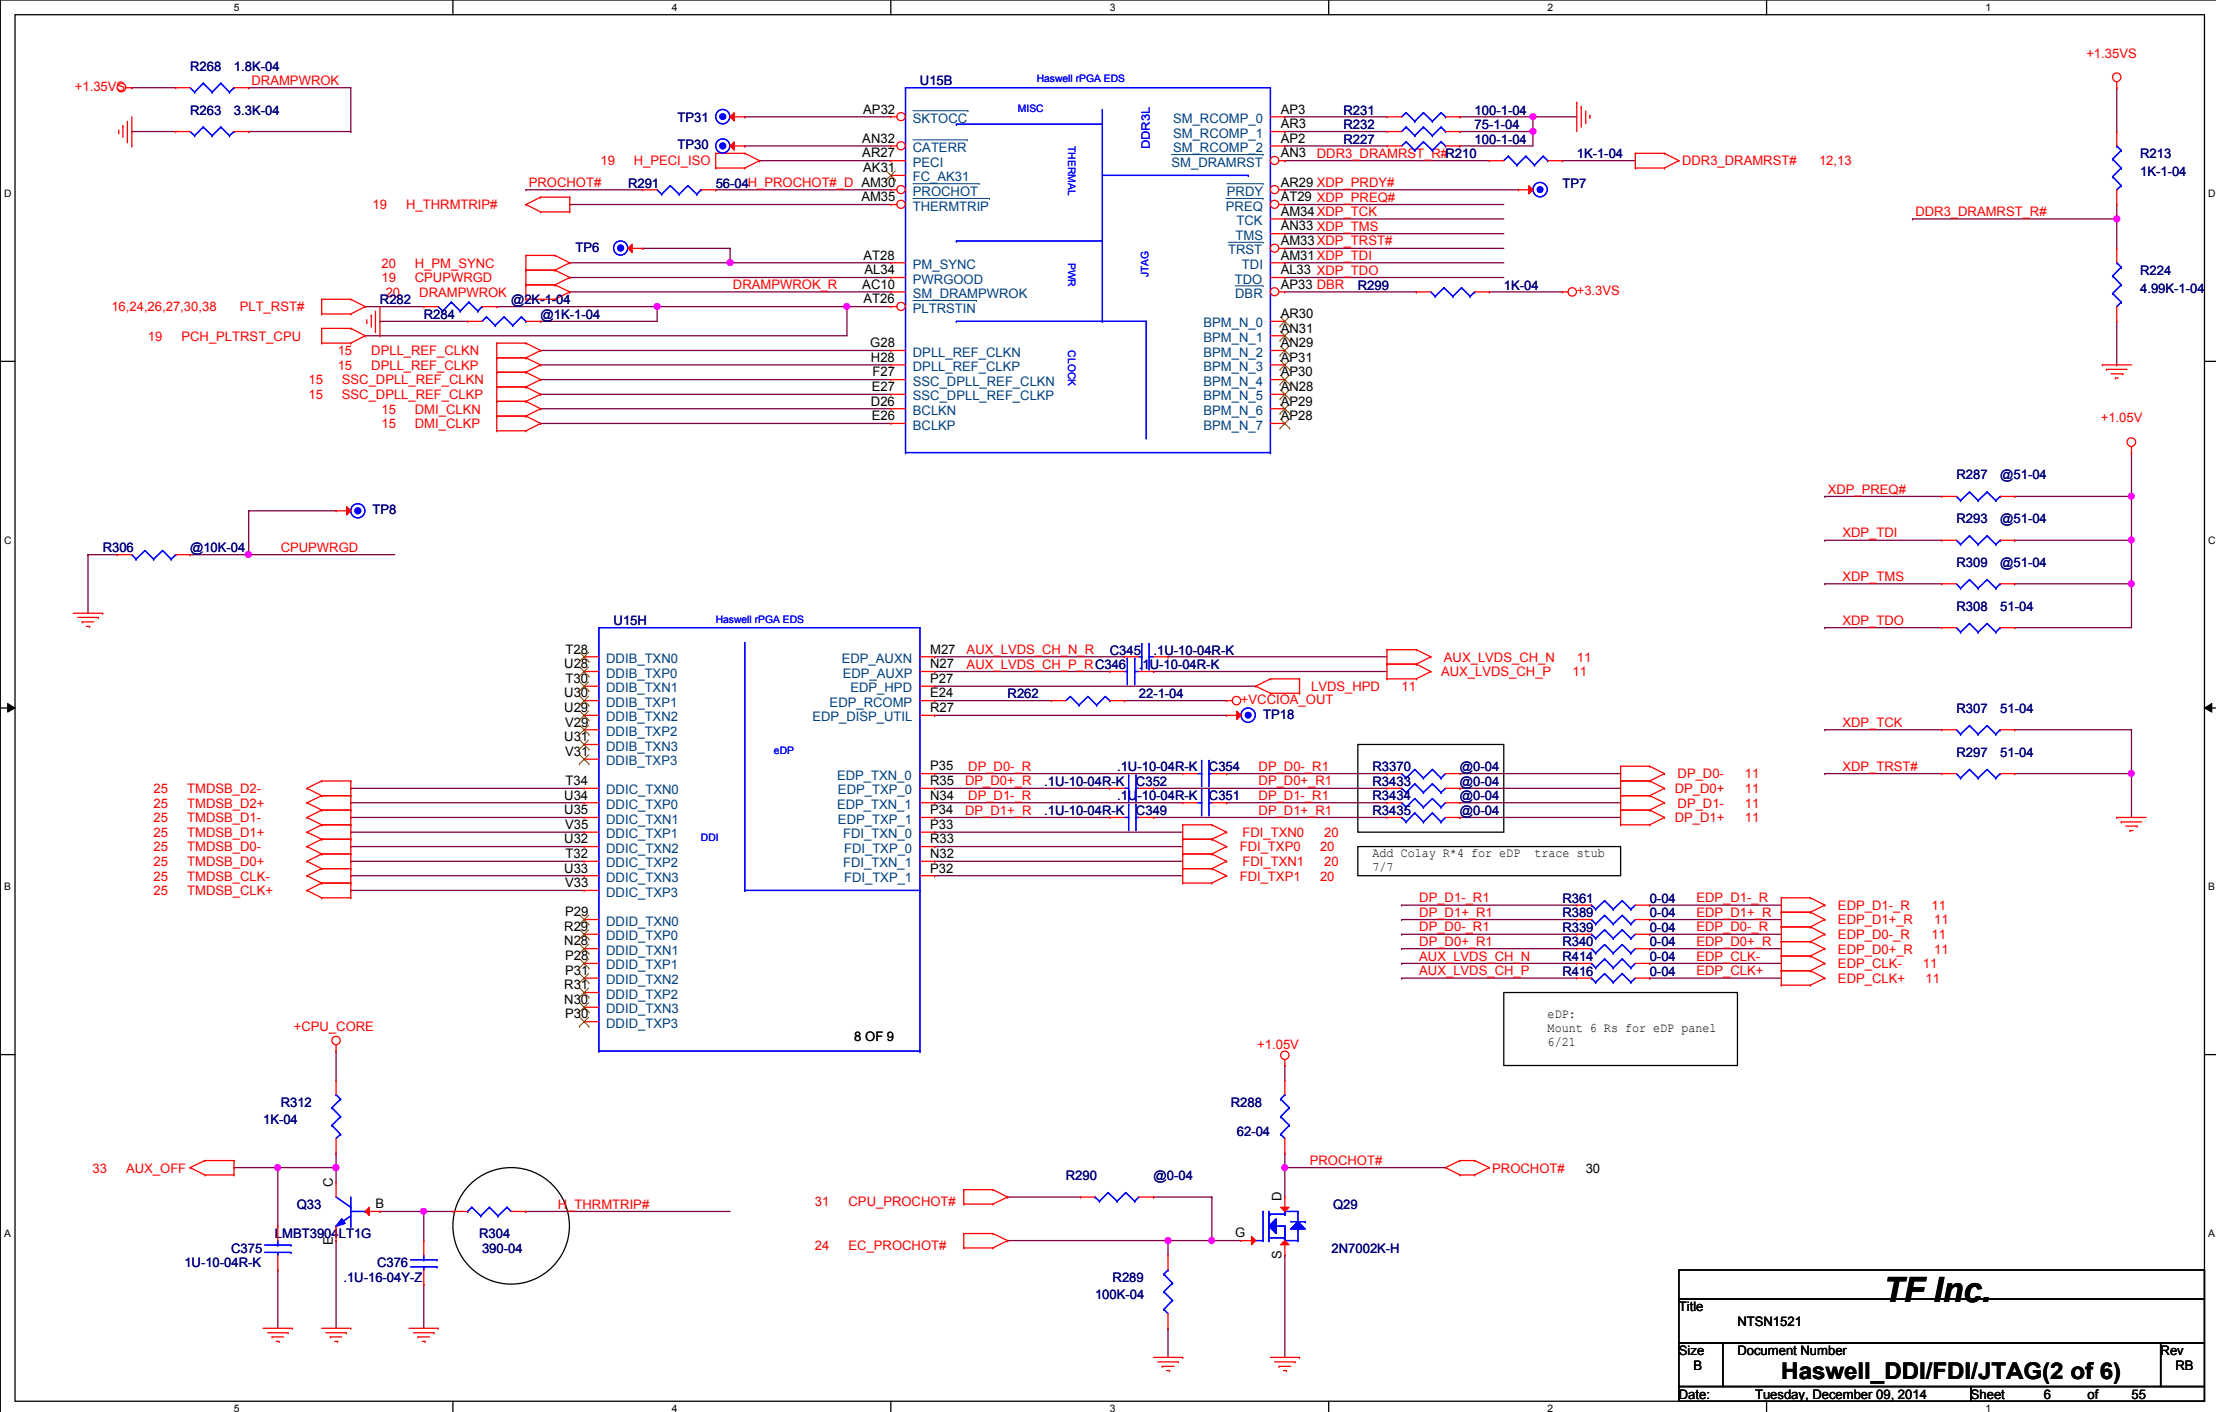 5 4 3 2 1
+1.35VS
R268 1.8K-04
DRAMPWROK
R263 3.3K-04
U15B
Haswell rPGA EDS
MISC
THERMAL
PWR
CLOCK
DDR3L
JTAG
TP31
AP32 SKTOCC
TP30
AN32 CATERR
19 H_PECI_ISO
AR27 PECI
AK31 FC_AK31
PROCHOT# R291 56-04 H_PROCHOT#_D AM30 PROCHOT
19 H_THRMTRIP#
AM35 THERMTRIP
TP6
20 H_PM_SYNC
AT28 PM_SYNC
19 CPUPWRGD
AL34 PWRGOOD
20 DRAMPWROK
DRAMPWROK_R AC10 SM_DRAMPWROK
16,24,26,27,30,38 PLT_RST#
R282 @2K-1-04
AT26 PLTRSTIN
R284 @1K-1-04
19 PCH_PLTRST_CPU
15 DPLL_REF_CLKN G28 DPLL_REF_CLKN
15 DPLL_REF_CLKP H28 DPLL_REF_CLKP
15 SSC_DPLL_REF_CLKN F27 SSC_DPLL_REF_CLKN
15 SSC_DPLL_REF_CLKP E27 SSC_DPLL_REF_CLKP
15 DMI_CLKN D26 BCLKN
15 DMI_CLKP E26 BCLKP
SM_RCOMP_0 AP3 R231 100-1-04
SM_RCOMP_1 AR3 R232 75-1-04
SM_RCOMP_2 AP2 R227 100-1-04
SM_DRAMRST AN3 DDR3_DRAMRST_R# R210 1K-1-04 DDR3_DRAMRST# 12,13
PRDY AR29 XDP_PRDY# TP7
PREQ AT29 XDP_PREQ#
TCK AM34 XDP_TCK
TMS AN33 XDP_TMS
TRST AM33 XDP_TRST#
TDI AM31 XDP_TDI
TDO AL33 XDP_TDO
DBR AP33 DBR R299 1K-04 +3.3VS
BPM_N_0 AR30
BPM_N_1 AN31
BPM_N_2 AN29
BPM_N_3 AP31
BPM_N_4 AP30
BPM_N_5 AN28
BPM_N_6 AP29
BPM_N_7 AP28
+1.35VS
R213
1K-1-04
DDR3_DRAMRST_R#
R224
4.99K-1-04
+1.05V
XDP_PREQ# R287 @51-04
XDP_TDI R293 @51-04
XDP_TMS R309 @51-04
XDP_TDO R308 51-04
XDP_TCK R307 51-04
XDP_TRST# R297 51-04
TP8
R306 @10K-04 CPUPWRGD
U15H
Haswell rPGA EDS
eDP
DDI
8 OF 9
T28 DDIB_TXN0
U28 DDIB_TXP0
T30 DDIB_TXN1
U30 DDIB_TXP1
U29 DDIB_TXN2
V29 DDIB_TXP2
U31 DDIB_TXN3
V31 DDIB_TXP3
25 TMDSB_D2- T34 DDIC_TXN0
25 TMDSB_D2+ U34 DDIC_TXP0
25 TMDSB_D1- U35 DDIC_TXN1
25 TMDSB_D1+ V35 DDIC_TXP1
25 TMDSB_D0- U32 DDIC_TXN2
25 TMDSB_D0+ T32 DDIC_TXP2
25 TMDSB_CLK- U33 DDIC_TXN3
25 TMDSB_CLK+ V33 DDIC_TXP3
P29 DDID_TXN0
R29 DDID_TXP0
N28 DDID_TXN1
P28 DDID_TXP1
P31 DDID_TXN2
R31 DDID_TXP2
N30 DDID_TXN3
P30 DDID_TXP3
EDP_AUXN M27 AUX_LVDS_CH_N_R C345 .1U-10-04R-K AUX_LVDS_CH_N 11
EDP_AUXP N27 AUX_LVDS_CH_P_R C346 .1U-10-04R-K AUX_LVDS_CH_P 11
EDP_HPD P27 LVDS_HPD 11
EDP_RCOMP E24 R262 22-1-04 +VCCIOA_OUT
EDP_DISP_UTIL R27 TP18
EDP_TXN_0 P35 DP_D0-_R .1U-10-04R-K C354 DP_D0-_R1 R3370 @0-04 DP_D0- 11
EDP_TXP_0 R35 DP_D0+_R .1U-10-04R-K C352 DP_D0+_R1 R3433 @0-04 DP_D0+ 11
EDP_TXN_1 N34 DP_D1-_R .1U-10-04R-K C351 DP_D1-_R1 R3434 @0-04 DP_D1- 11
EDP_TXP_1 P34 DP_D1+_R .1U-10-04R-K C349 DP_D1+_R1 R3435 @0-04 DP_D1+ 11
FDI_TXN_0 P33 FDI_TXN0 20
FDI_TXP_0 R33 FDI_TXP0 20
FDI_TXN_1 N32 FDI_TXN1 20
FDI_TXP_1 P32 FDI_TXP1 20
Add Colay R*4 for eDP trace stub
7/7
DP_D1-_R1 R361 0-04 EDP_D1-_R EDP_D1-_R 11
DP_D1+_R1 R389 0-04 EDP_D1+_R EDP_D1+_R 11
DP_D0-_R1 R339 0-04 EDP_D0-_R EDP_D0-_R 11
DP_D0+_R1 R340 0-04 EDP_D0+_R EDP_D0+_R 11
AUX_LVDS_CH_N R414 0-04 EDP_CLK- EDP_CLK- 11
AUX_LVDS_CH_P R416 0-04 EDP_CLK+ EDP_CLK+ 11
eDP:
Mount 6 Rs for eDP panel
6/21
+CPU_CORE
R312
1K-04
33 AUX_OFF
C
B
E
Q33
LMBT3904LT1G
C375
1U-10-04R-K
C376
.1U-16-04Y-Z
R304
390-04
H_THRMTRIP#
+1.05V
R288
62-04
PROCHOT# PROCHOT# 30
31 CPU_PROCHOT# R290 @0-04
24 EC_PROCHOT#
R289
100K-04
D
G
S
Q29
2N7002K-H
TF Inc.
Title
NTSN1521
Size
B
Document Number
Haswell_DDI/FDI/JTAG(2 of 6)
Rev
RB
Date: Tuesday, December 09, 2014 Sheet 6 of 55
D D
C C
B B
A A
5 4 3 2 1